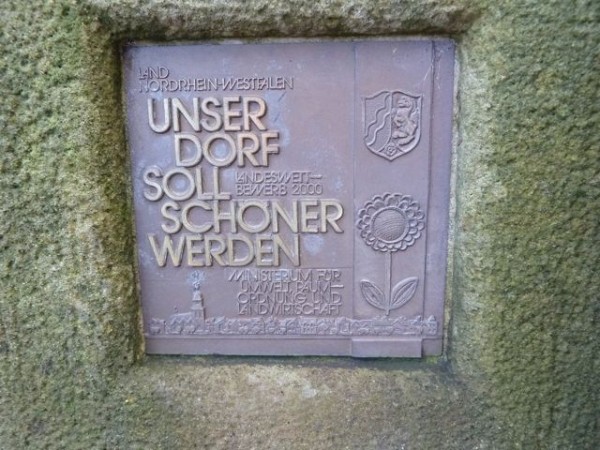 LAND
NORDRHEIN-WESTFALEN
UNSER
DORF
SOLL
LANDESWETT-
BEWERB 2000
SCHÖNER
WERDEN
MINISTERIUM FÜR
UMWELT, RAUM-
ORDNUNG UND
LANDWIRTSCHAFT